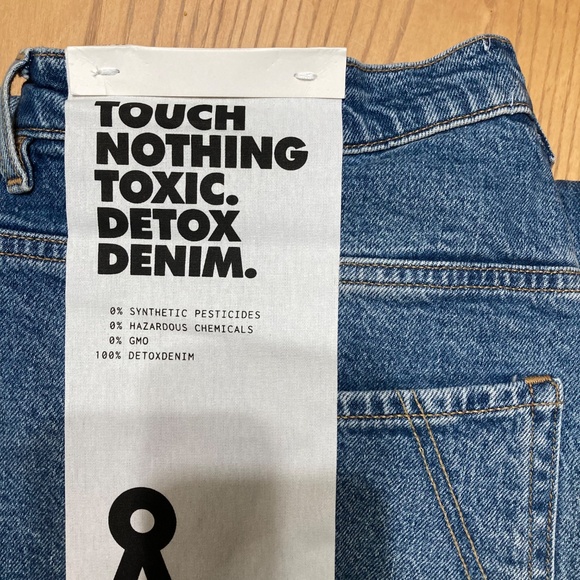 TOUCH
NOTHING
TOXIC.
DETOX
DENIM.
0% SYNTHETIC PESTICIDES
0% HAZARDOUS CHEMICALS
0% GMO
100% DETOXDENIM